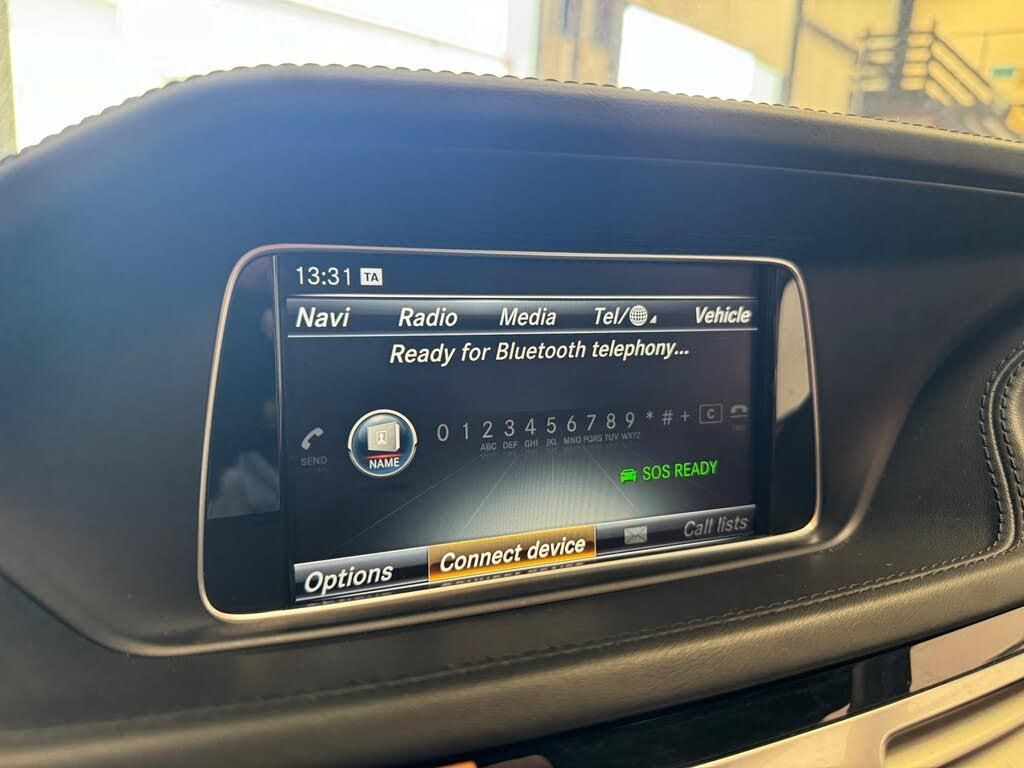 13:31 TA
Navi Radio Media Tel/ Vehicle
Ready for Bluetooth telephony...
SEND NAME 0 1 2 3 4 5 6 7 8 9 * # + C
ABC DEF GHI JKL MNO PQRS TUV WXYZ
SOS READY
Options Connect device Call lists